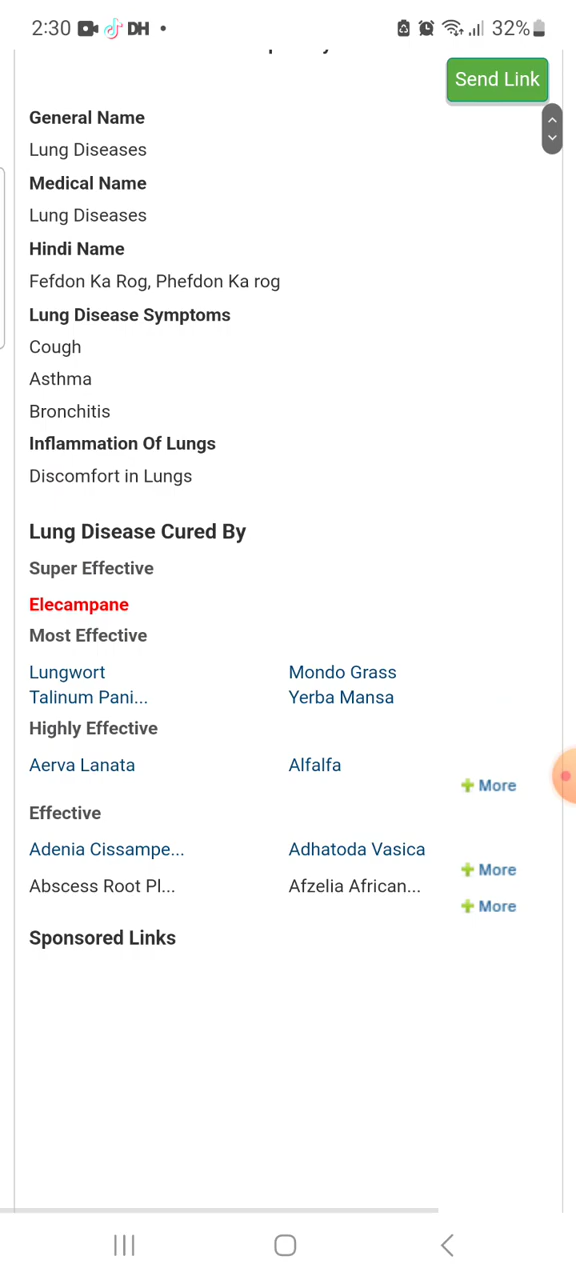 2:30 DH 32%
Send Link
General Name
Lung Diseases
Medical Name
Lung Diseases
Hindi Name
Fefdon Ka Rog, Phefdon Ka rog
Lung Disease Symptoms
Cough
Asthma
Bronchitis
Inflammation Of Lungs
Discomfort in Lungs
Lung Disease Cured By
Super Effective
Elecampane
Most Effective
Lungwort Mondo Grass
Talinum Pani... Yerba Mansa
Highly Effective
Aerva Lanata Alfalfa
More
Effective
Adenia Cissampe... Adhatoda Vasica
More
Abscess Root Pl... Afzelia African...
More
Sponsored Links